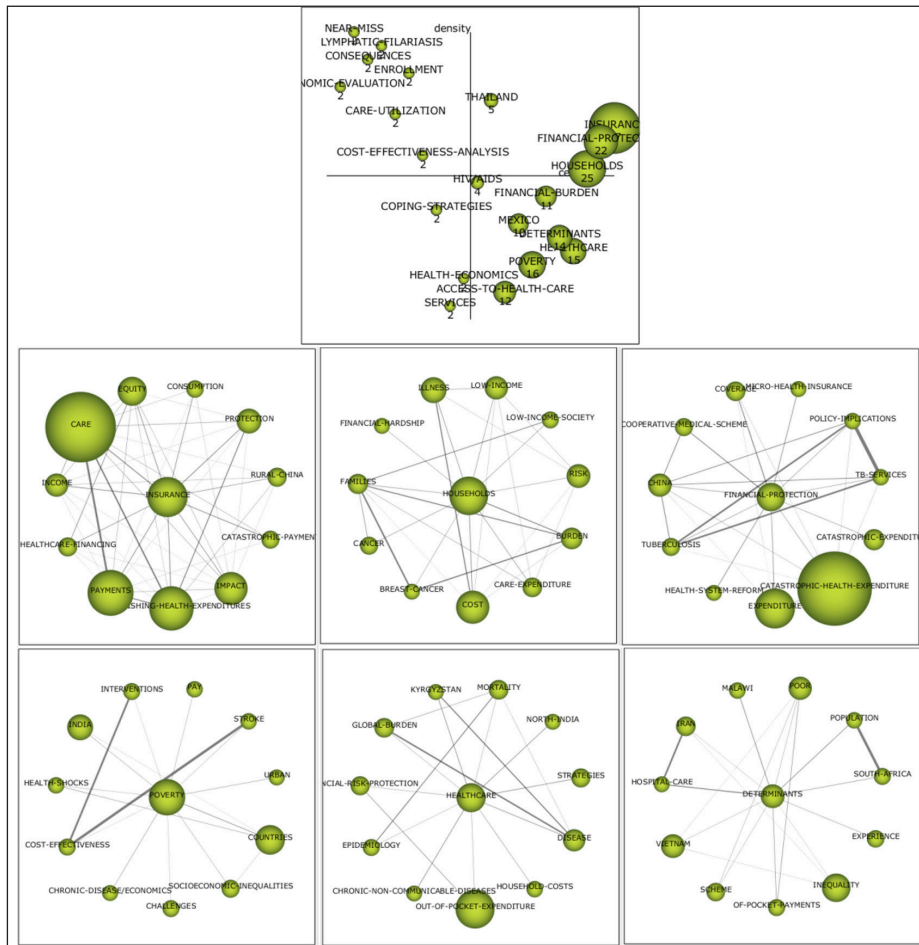 NEAR-MISS
density
2
LYMPHATIC-FILARIASIS
2
CONSEQUENCES
2
ENROLLMENT
2
NOMIC-EVALUATION
2
THAILAND
5
CARE-UTILIZATION
2
INSURANC
FINANCIAL-PROTEC
22
COST-EFFECTIVENESS-ANALYSIS
2
HOUSEHOLDS
ce
25
HIV/AIDS
4
FINANCIAL-BURDEN
11
COPING-STRATEGIES
2
MEXICO
10
DETERMINANTS
14
HEALTHCARE
15
POVERTY
16
HEALTH-ECONOMICS
2
ACCESS-TO-HEALTH-CARE
12
SERVICES
2
EQUITY
CONSUMPTION
CARE
PROTECTION
RURAL-CHINA
INCOME
INSURANCE
HEALTHCARE-FINANCING
CATASTROPHIC-PAYMEN
PAYMENTS
IMPACT
ISHING-HEALTH-EXPENDITURES
ILLNESS
LOW-INCOME
FINANCIAL-HARDSHIP
LOW-INCOME-SOCIETY
RISK
FAMILIES
HOUSEHOLDS
CANCER
BURDEN
BREAST-CANCER
CARE-EXPENDITURE
COST
COVERAGE
MICRO-HEALTH-INSURANCE
COOPERATIVE-MEDICAL-SCHEME
POLICY-IMPLICATIONS
TB-SERVICES
CHINA
FINANCIAL-PROTECTION
TUBERCULOSIS
CATASTROPHIC-EXPENDIT
HEALTH-SYSTEM-REFORM
CATASTROPHIC-HEALTH-EXPENDITURE
EXPENDITURE
INTERVENTIONS
PAY
INDIA
STROKE
HEALTH-SHOCKS
URBAN
POVERTY
COST-EFFECTIVENESS
COUNTRIES
CHRONIC-DISEASE/ECONOMICS
SOCIOECONOMIC-INEQUALITIES
CHALLENGES
KYRGYZSTAN
MORTALITY
GLOBAL-BURDEN
NORTH-INDIA
NCIAL-RISK-PROTECTION
STRATEGIES
HEALTHCARE
EPIDEMIOLOGY
DISEASE
CHRONIC-NON-COMMUNICABLE-DISEASES
HOUSEHOLD-COSTS
OUT-OF-POCKET-EXPENDITURE
MALAWI
POOR
IRAN
POPULATION
HOSPITAL-CARE
SOUTH-AFRICA
DETERMINANTS
VIETNAM
EXPERIENCE
SCHEME
INEQUALITY
OF-POCKET-PAYMENTS